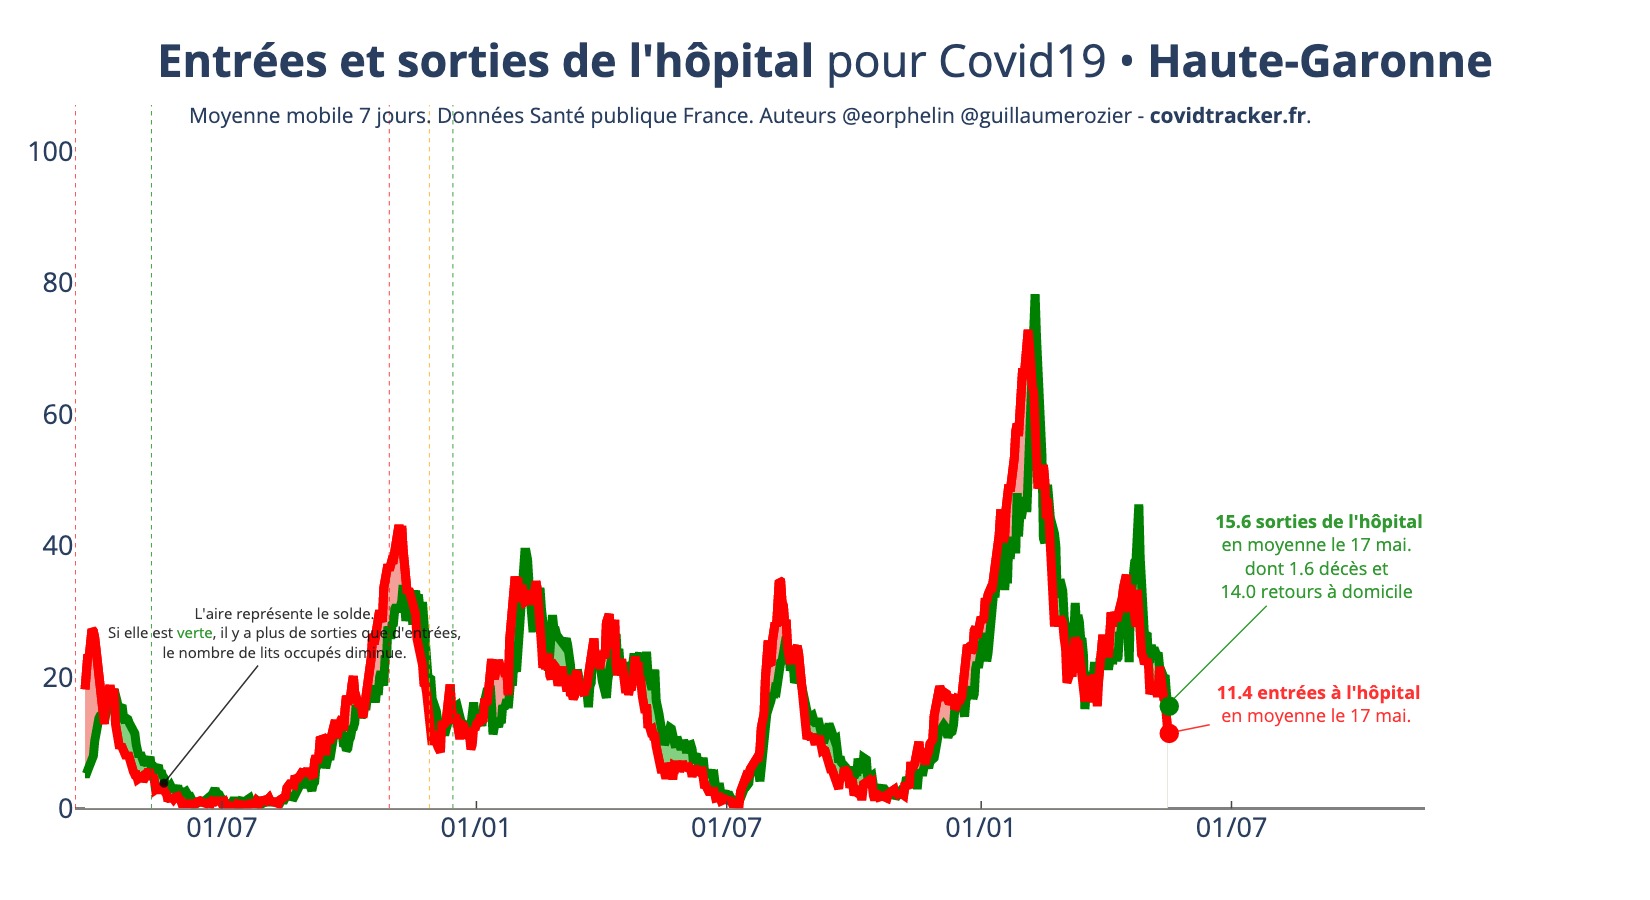 Entrées et sorties de l'hôpital pour Covid19 • Haute-Garonne
Moyenne mobile 7 jours. Données Santé publique France. Auteurs @eorphelin @guillaumerozier - covidtracker.fr.
100
80
60
40
20
0
L'aire représente le solde.
Si elle est verte, il y a plus de sorties que d'entrées,
le nombre de lits occupés diminue.
15.6 sorties de l'hôpital
en moyenne le 17 mai.
dont 1.6 décès et
14.0 retours à domicile
11.4 entrées à l'hôpital
en moyenne le 17 mai.
01/07
01/01
01/07
01/01
01/07